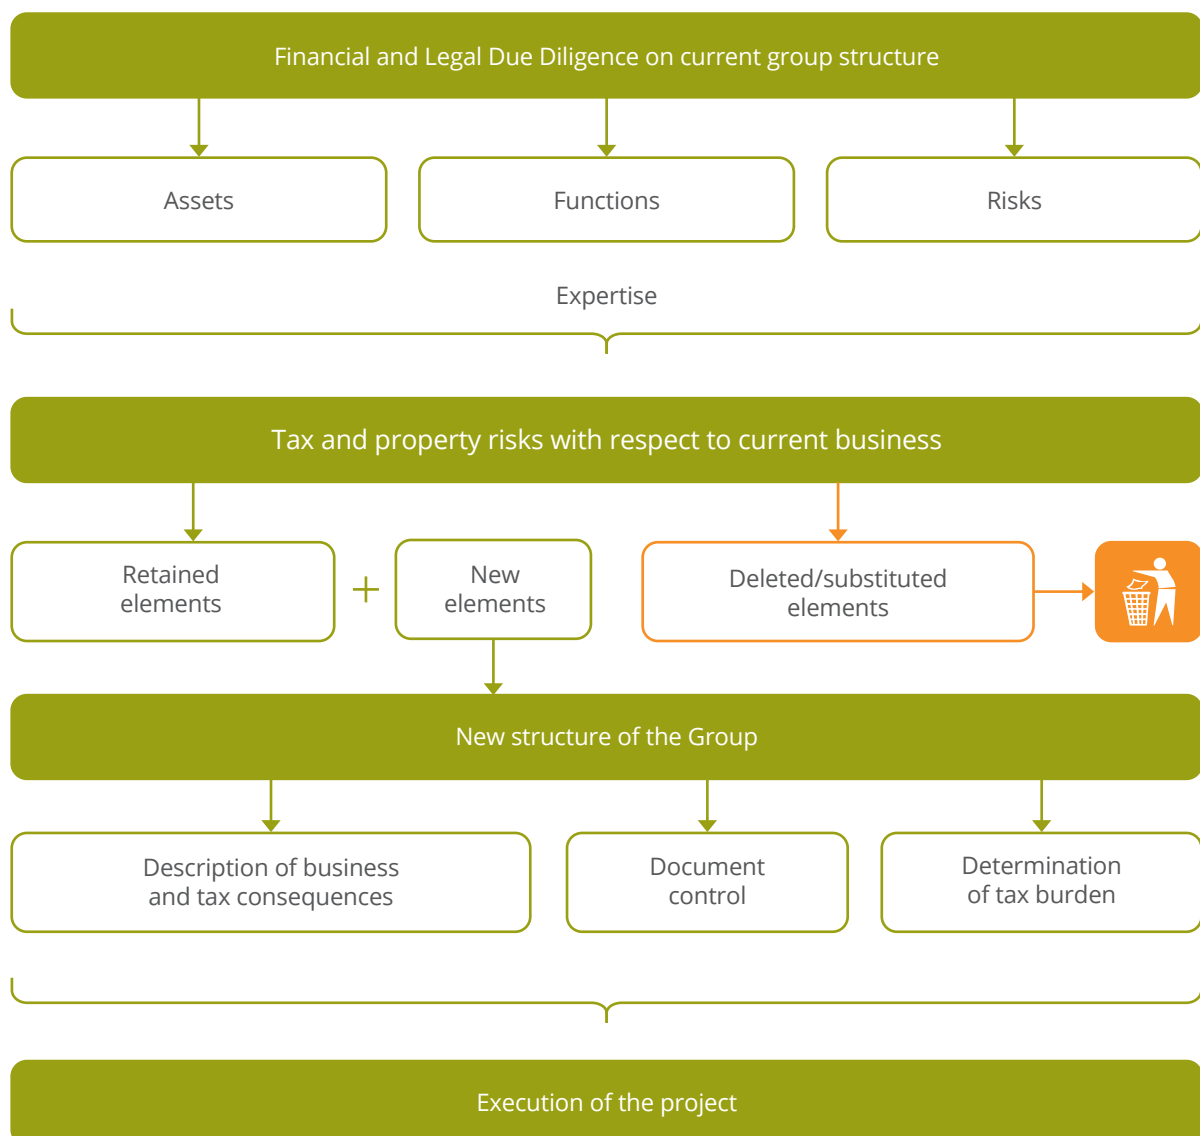 Financial and Legal Due Diligence on current group structure
Assets
Functions
Risks
Expertise
Tax and property risks with respect to current business
Retained
elements
+
New
elements
Deleted/substituted
elements
New structure of the Group
Description of business
and tax consequences
Document
control
Determination
of tax burden
Execution of the project